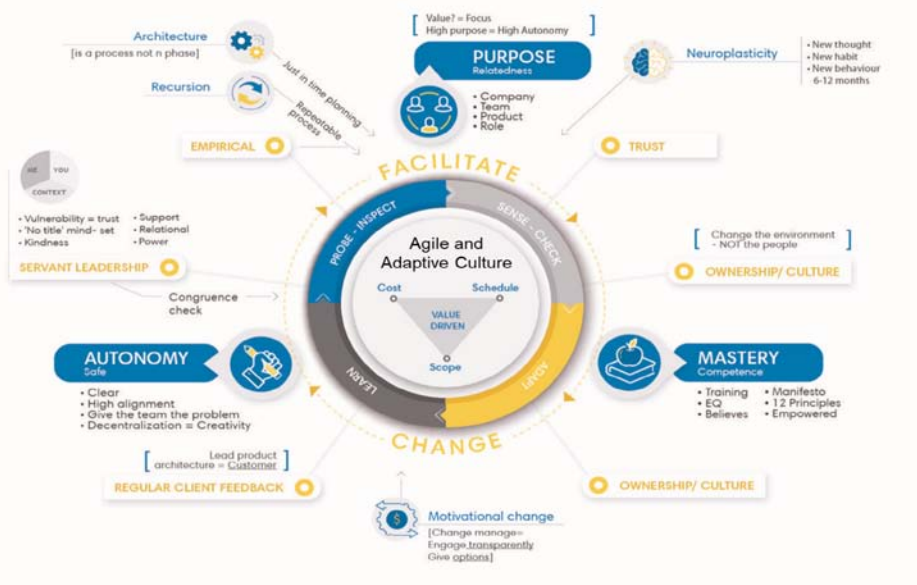 Architecture
[is a process not n phase]
Recursion
Just in time planning
Repeatable
process
[Value? = Focus
High purpose = High Autonomy]
PURPOSE
Relatedness
• Company
• Team
• Product
• Role
Neuroplasticity
• New thought
• New habit
• New behaviour
6-12 months
EMPIRICAL
TRUST
FACILITATE
ME YOU
CONTEXT
• Vulnerability = trust
• 'No title' mind- set
• Kindness
• Support
• Relational
• Power
SERVANT LEADERSHIP
Congruence
check
PROBE - INSPECT
SENSE - CHECK
ADAPT
LEARN
Agile and
Adaptive Culture
Cost
Schedule
VALUE
DRIVEN
Scope
[Change the environment
- NOT the people]
OWNERSHIP/ CULTURE
AUTONOMY
Safe
• Clear
• High alignment
• Give the team the problem
• Decentralization = Creativity
MASTERY
Competence
• Training
• EQ
• Believes
• Manifesto
• 12 Principles
• Empowered
CHANGE
[Lead product
architecture = Customer]
REGULAR CLIENT FEEDBACK
OWNERSHIP/ CULTURE
$
Motivational change
[Change manage=
Engage transparently
Give options]